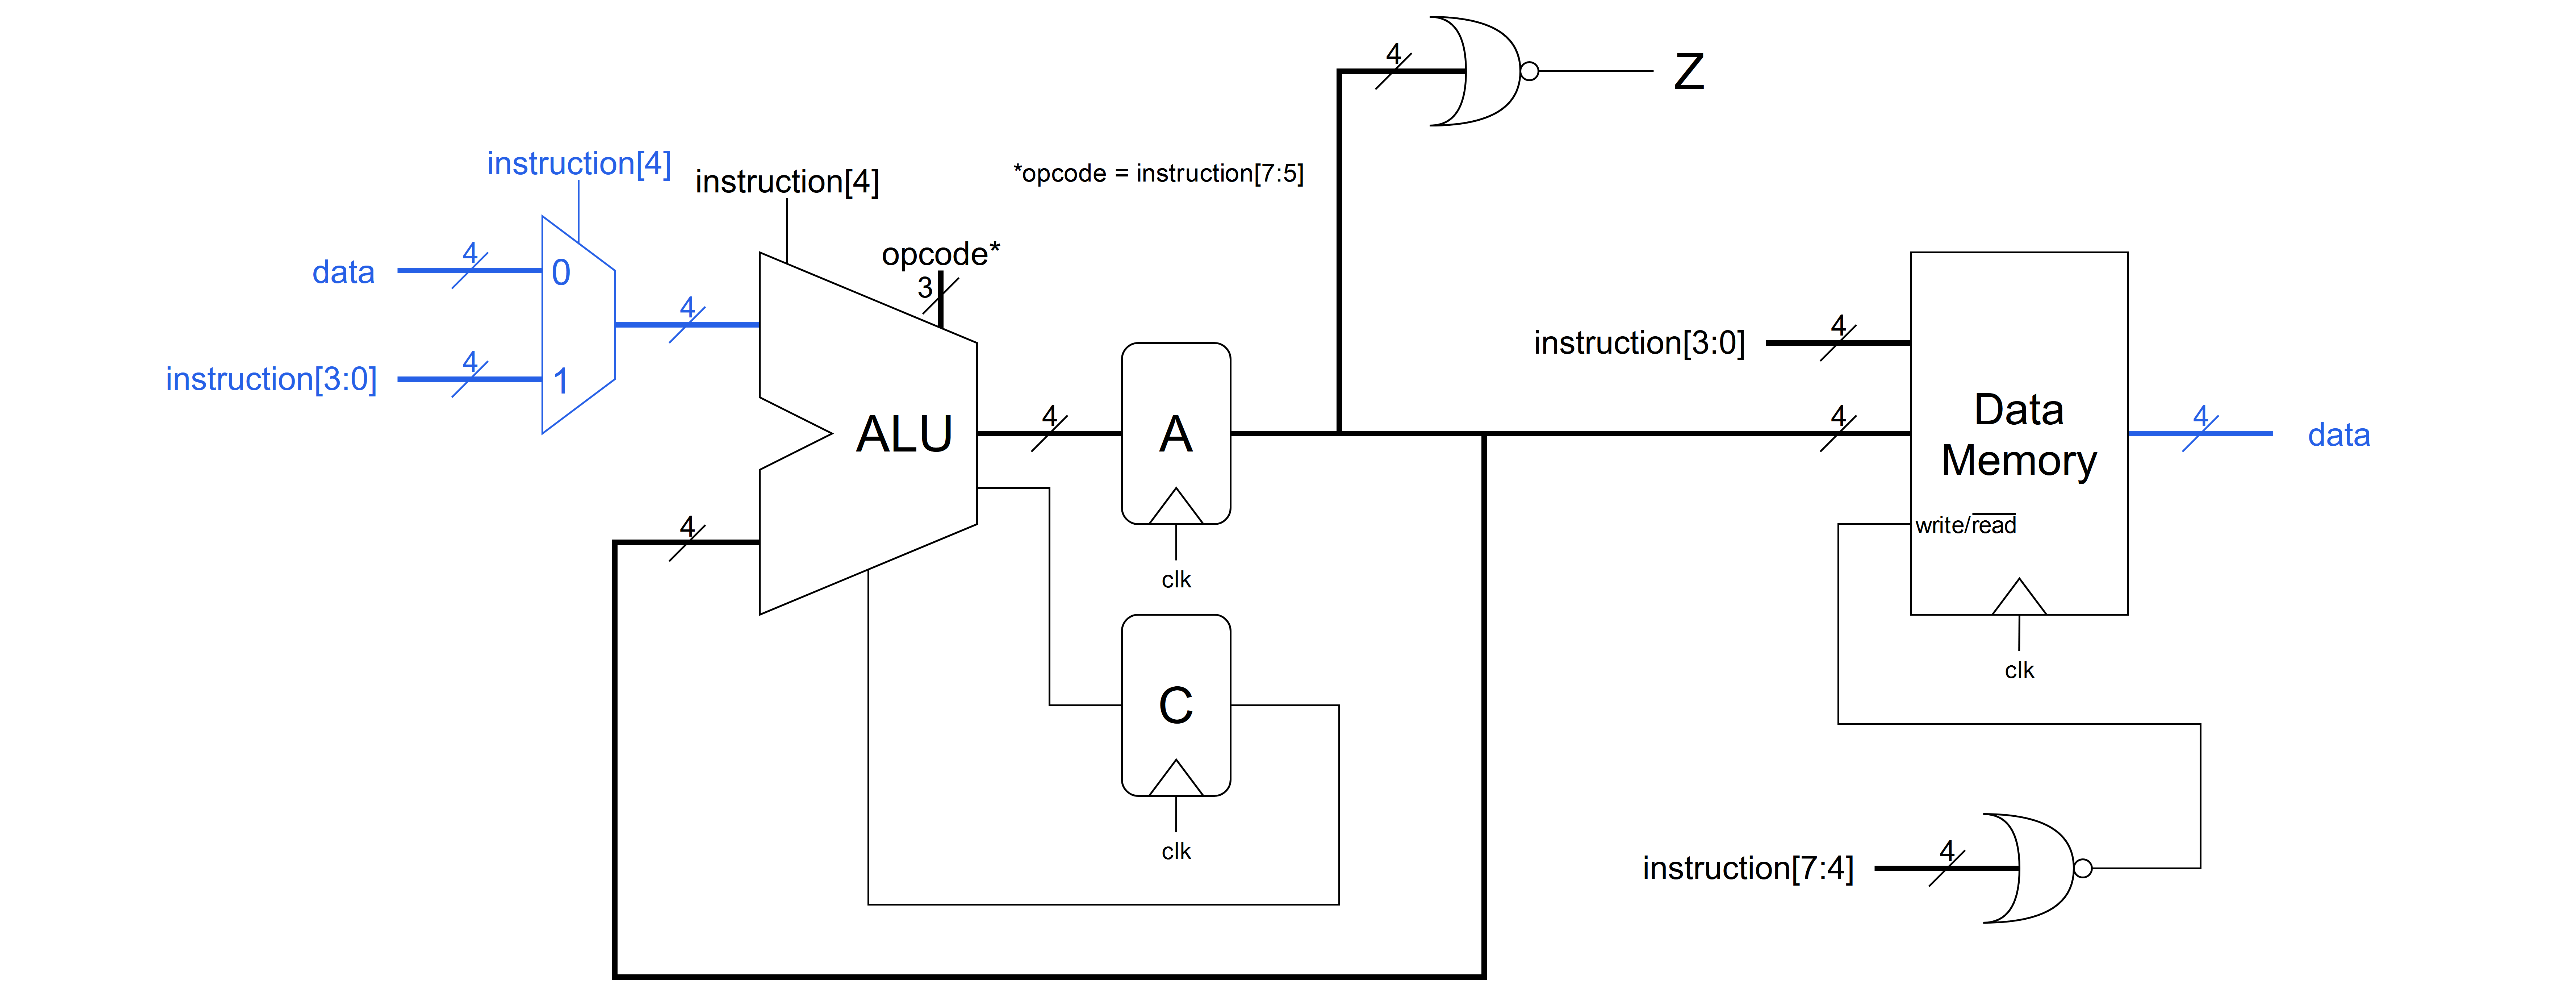 4
Z
instruction[4]
instruction[4]
*opcode = instruction[7:5]
opcode*
3
data
4
0
4
instruction[3:0]
4
1
ALU
4
A
clk
4
instruction[3:0]
4
4
Data
Memory
write/read
clk
4
data
C
clk
instruction[7:4]
4